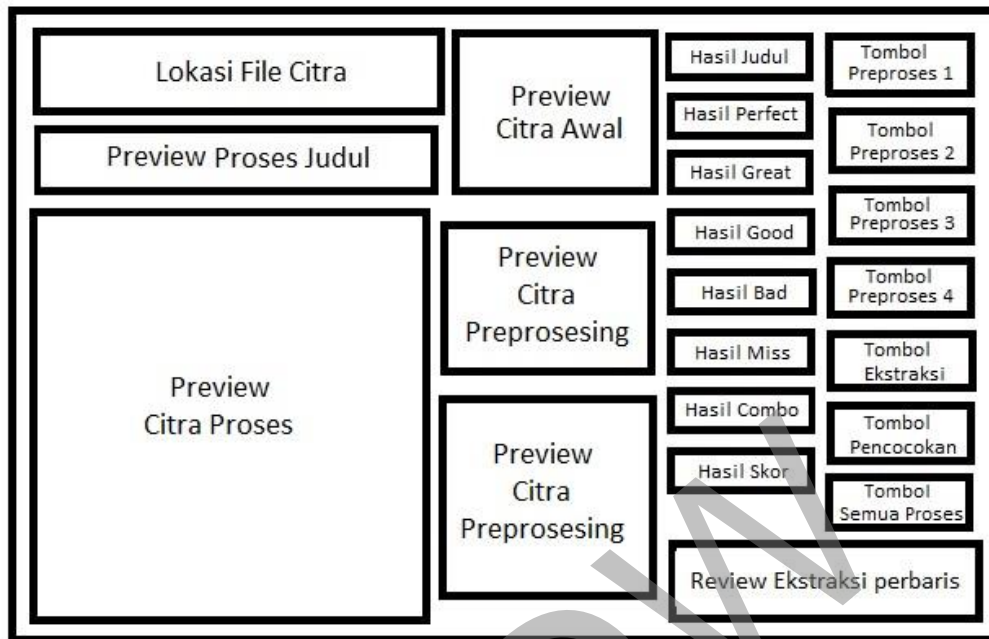 Lokasi File Citra
Preview Proses Judul
Preview
Citra Proses
Preview
Citra Awal
Preview
Citra
Preprosesing
Preview
Citra
Preprosesing
Hasil Judul
Hasil Perfect
Hasil Great
Hasil Good
Hasil Bad
Hasil Miss
Hasil Combo
Hasil Skor
Tombol
Preproses 1
Tombol
Preproses 2
Tombol
Preproses 3
Tombol
Preproses 4
Tombol
Ekstraksi
Tombol
Pencocokan
Tombol
Semua Proses
Review Ekstraksi perbaris